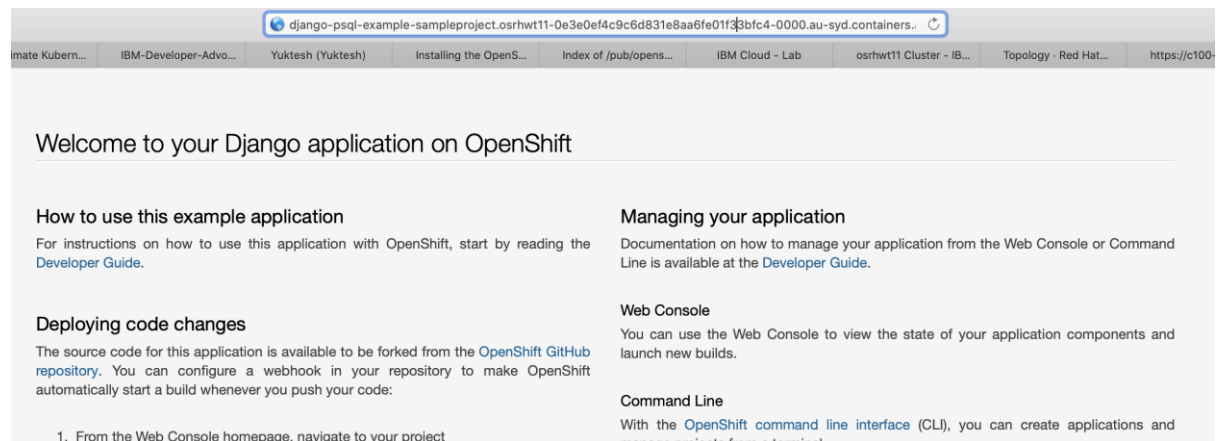 django-psql-example-sampleproject.osrhwt11-0e3e0ef4c9c6d831e8aa6fe01f33bfc4-0000.au-syd.containers.
imate Kubern... IBM-Developer-Advo... Yuktesh (Yuktesh) Installing the OpenS... Index of /pub/opens... IBM Cloud - Lab osrhwt11 Cluster - IB... Topology · Red Hat... https://c100-
Welcome to your Django application on OpenShift
How to use this example application
For instructions on how to use this application with OpenShift, start by reading the
Developer Guide.
Deploying code changes
The source code for this application is available to be forked from the OpenShift GitHub
repository. You can configure a webhook in your repository to make OpenShift
automatically start a build whenever you push your code:
1. From the Web Console homepage, navigate to your project
Managing your application
Documentation on how to manage your application from the Web Console or Command
Line is available at the Developer Guide.
Web Console
You can use the Web Console to view the state of your application components and
launch new builds.
Command Line
With the OpenShift command line interface (CLI), you can create applications and
manage projects from a terminal.